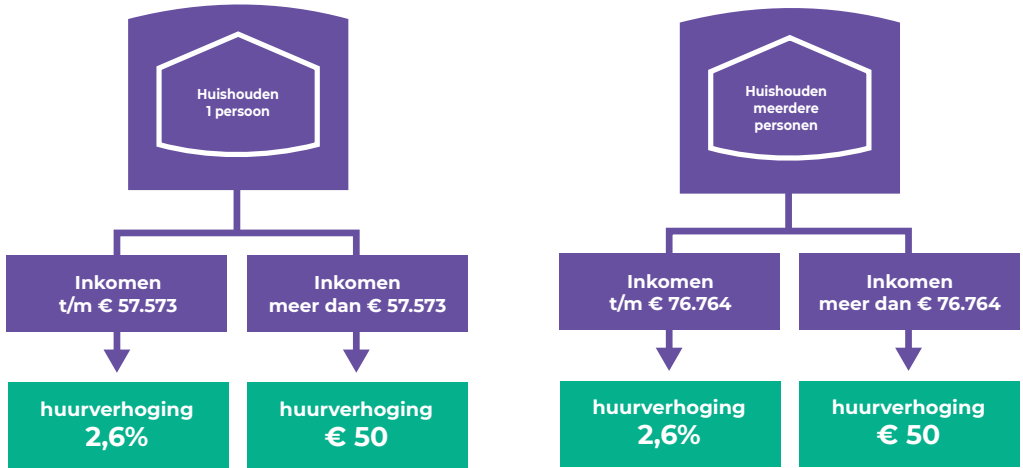 Huishouden
1 persoon
Inkomen
t/m € 57.573
Inkomen
meer dan € 57.573
huurverhoging
2,6%
huurverhoging
€ 50
Huishouden
meerdere
personen
Inkomen
t/m € 76.764
Inkomen
meer dan € 76.764
huurverhoging
2,6%
huurverhoging
€ 50